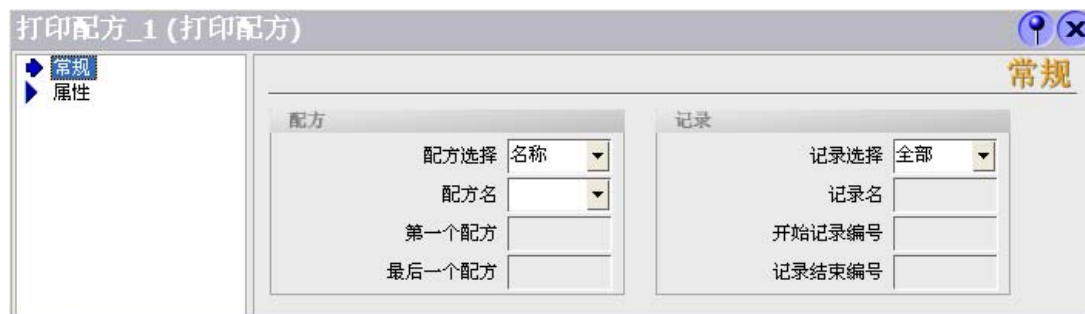 打印配方_1 (打印配方)
常规
属性
常规
配方
配方选择 名称
配方名
第一个配方
最后一个配方
记录
记录选择 全部
记录名
开始记录编号
记录结束编号